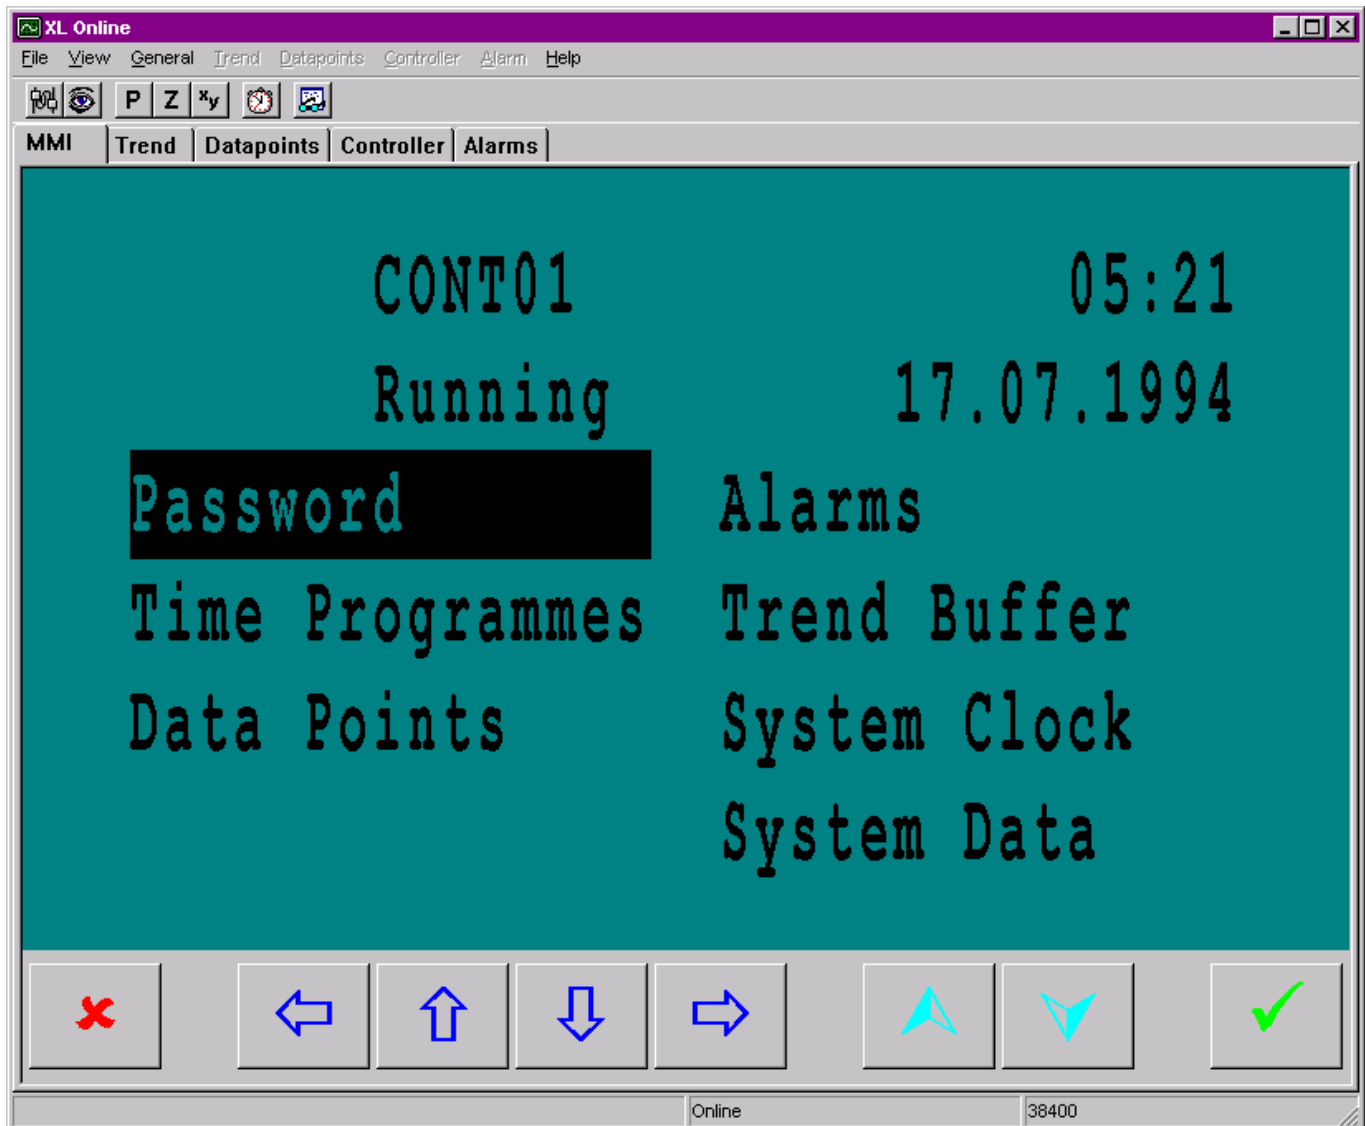 XL Online
File View General Trend Datapoints Controller Alarm Help
P Z xy
MMI Trend Datapoints Controller Alarms
CONT01 05:21
Running 17.07.1994
Password Alarms
Time Programmes Trend Buffer
Data Points System Clock
System Data
Online 38400